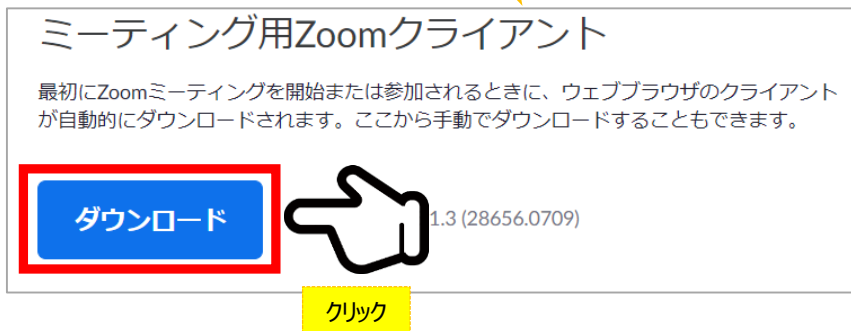 ミーティング用Zoomクライアント
最初にZoomミーティングを開始または参加されるときに、ウェブブラウザのクライアント
が自動的にダウンロードされます。ここから手動でダウンロードすることもできます。
ダウンロード
1.3 (28656.0709)
クリック